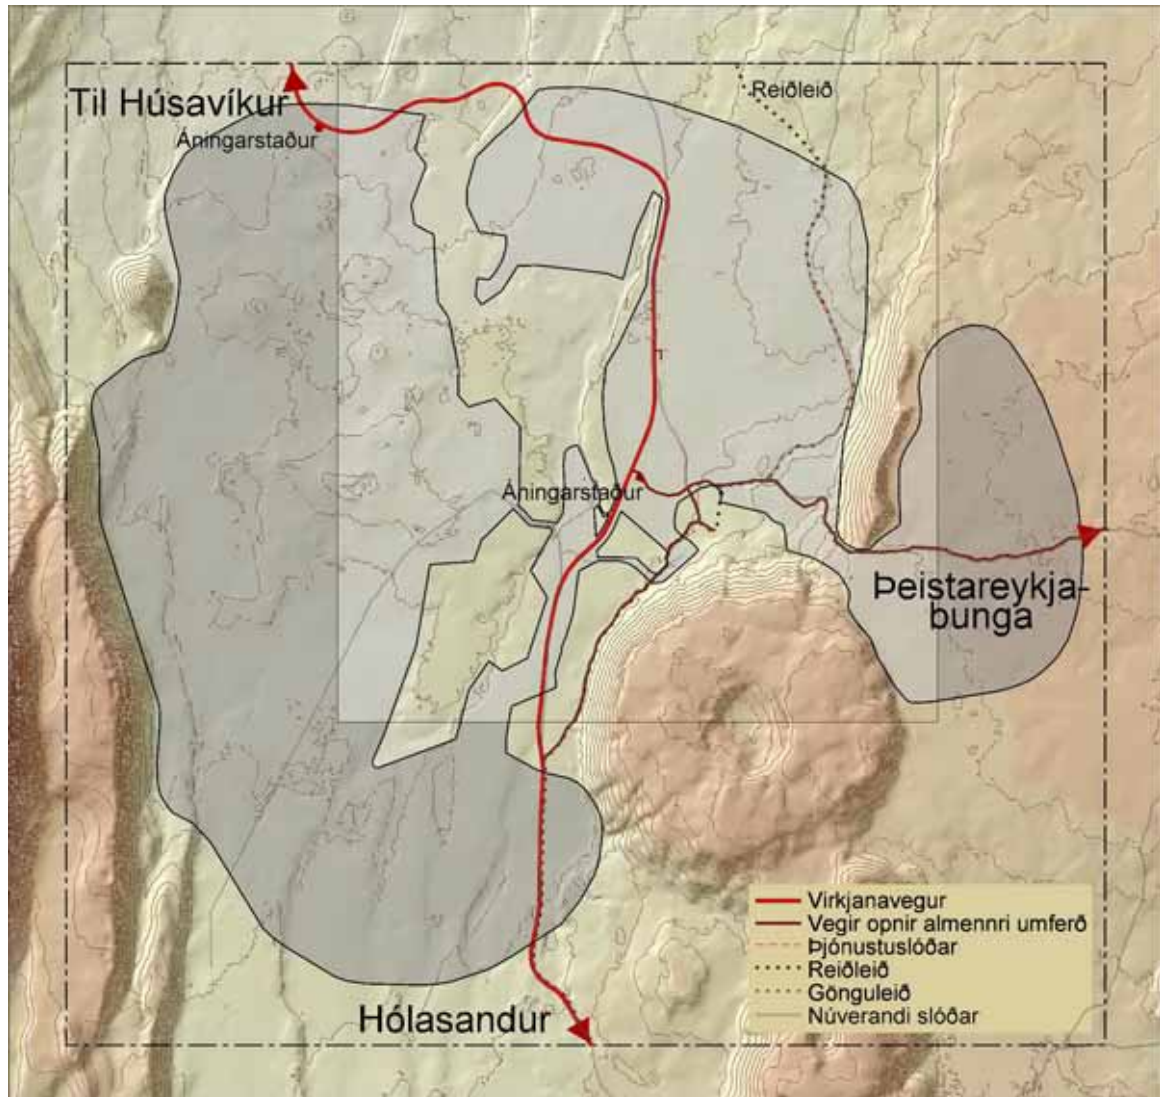 Reiðleið
Til Húsavíkur
Áningarstaður
Áningarstaður
Þeistareykja-
bunga
Virkjanavegur
Vegir opnir almennri umferð
Þjónustuslóðar
Reiðleið
Gönguleið
Núverandi slóðar
Hólasandur